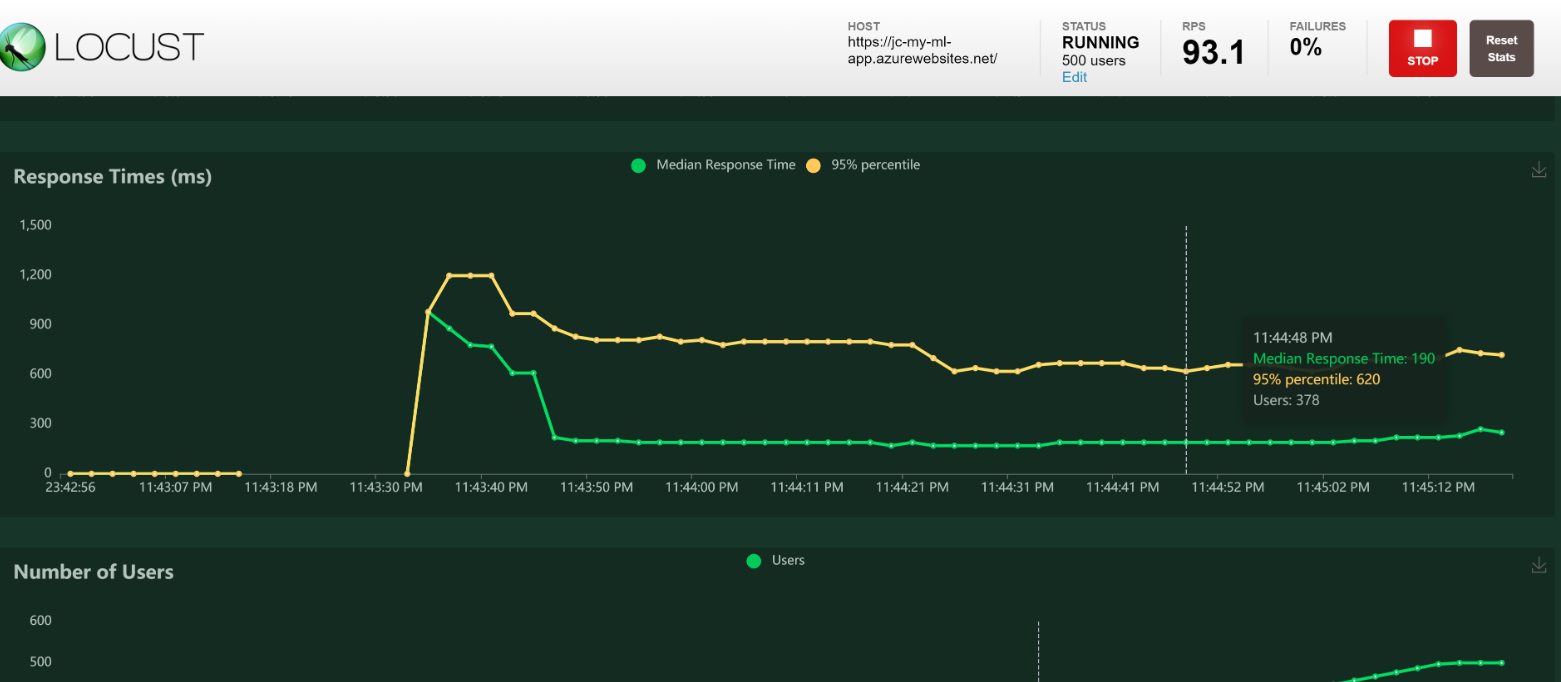 LOCUST
HOST
https://jc-my-ml-
app.azurewebsites.net/
STATUS
RUNNING
500 users
Edit
RPS
93.1
FAILURES
0%
STOP
Reset
Stats
Response Times (ms)
Median Response Time 95% percentile
1,500
1,200
900
600
300
0
11:44:48 PM
Median Response Time: 190
95% percentile: 620
Users: 378
23:42:56 11:43:07 PM 11:43:18 PM 11:43:30 PM 11:43:40 PM 11:43:50 PM 11:44:00 PM 11:44:11 PM 11:44:21 PM 11:44:31 PM 11:44:41 PM 11:44:52 PM 11:45:02 PM 11:45:12 PM
Number of Users
Users
600
500